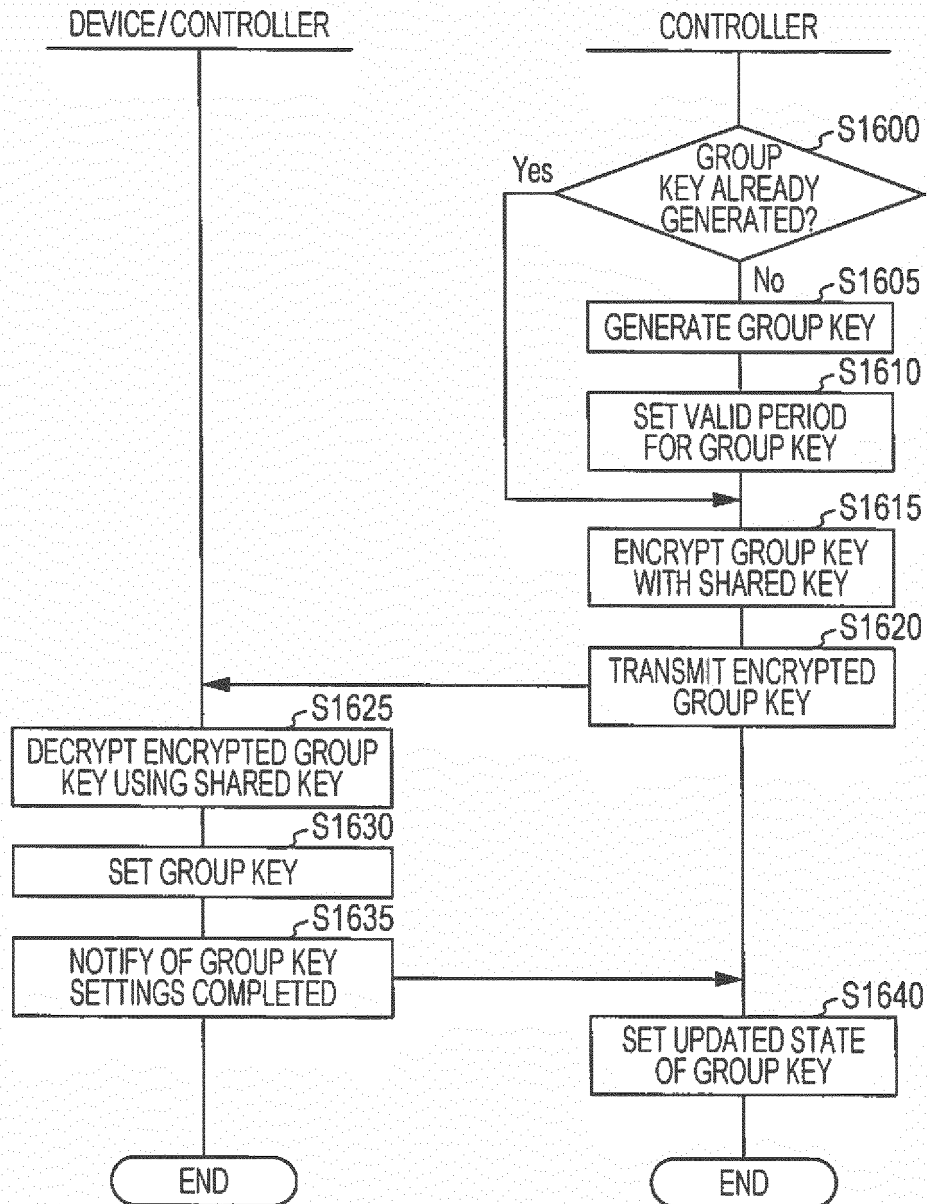 DEVICE/CONTROLLER
CONTROLLER
S1600
GROUP
KEY ALREADY
GENERATED?
Yes
No
S1605
GENERATE GROUP KEY
S1610
SET VALID PERIOD
FOR GROUP KEY
S1615
ENCRYPT GROUP KEY
WITH SHARED KEY
S1620
TRANSMIT ENCRYPTED
GROUP KEY
S1625
DECRYPT ENCRYPTED GROUP
KEY USING SHARED KEY
S1630
SET GROUP KEY
S1635
NOTIFY OF GROUP KEY
SETTINGS COMPLETED
S1640
SET UPDATED STATE
OF GROUP KEY
END
END